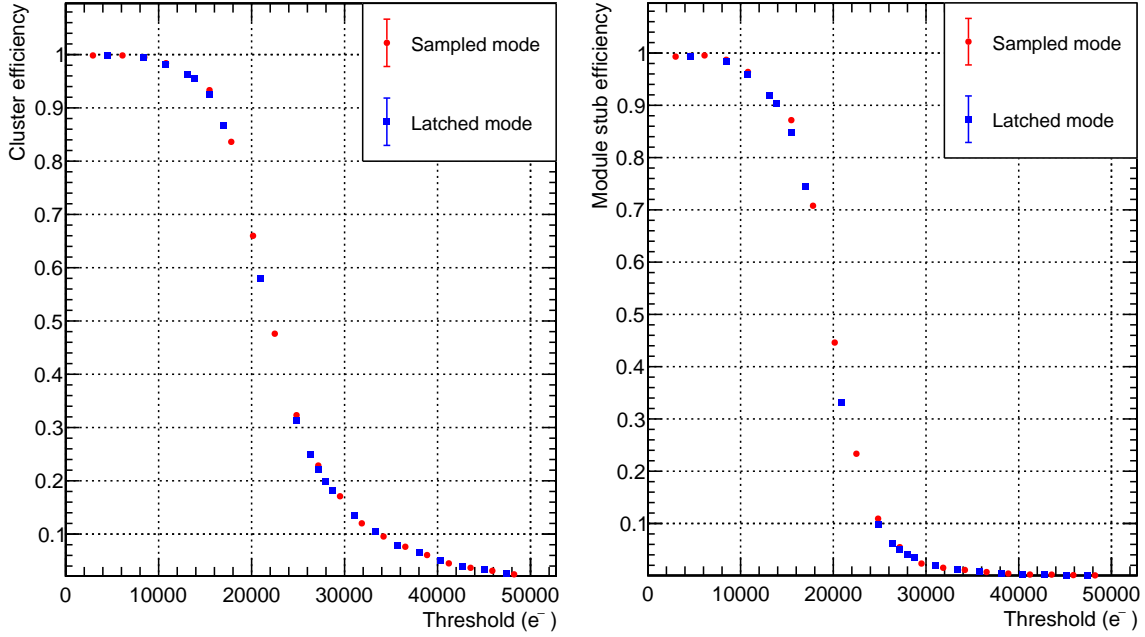 Cluster efficiency
1
0.9
0.8
0.7
0.6
0.5
0.4
0.3
0.2
0.1
0 10000 20000 30000 40000 50000
Threshold (e⁻)
Sampled mode
Latched mode
Module stub efficiency
1
0.9
0.8
0.7
0.6
0.5
0.4
0.3
0.2
0.1
0 10000 20000 30000 40000 50000
Threshold (e⁻)
Sampled mode
Latched mode